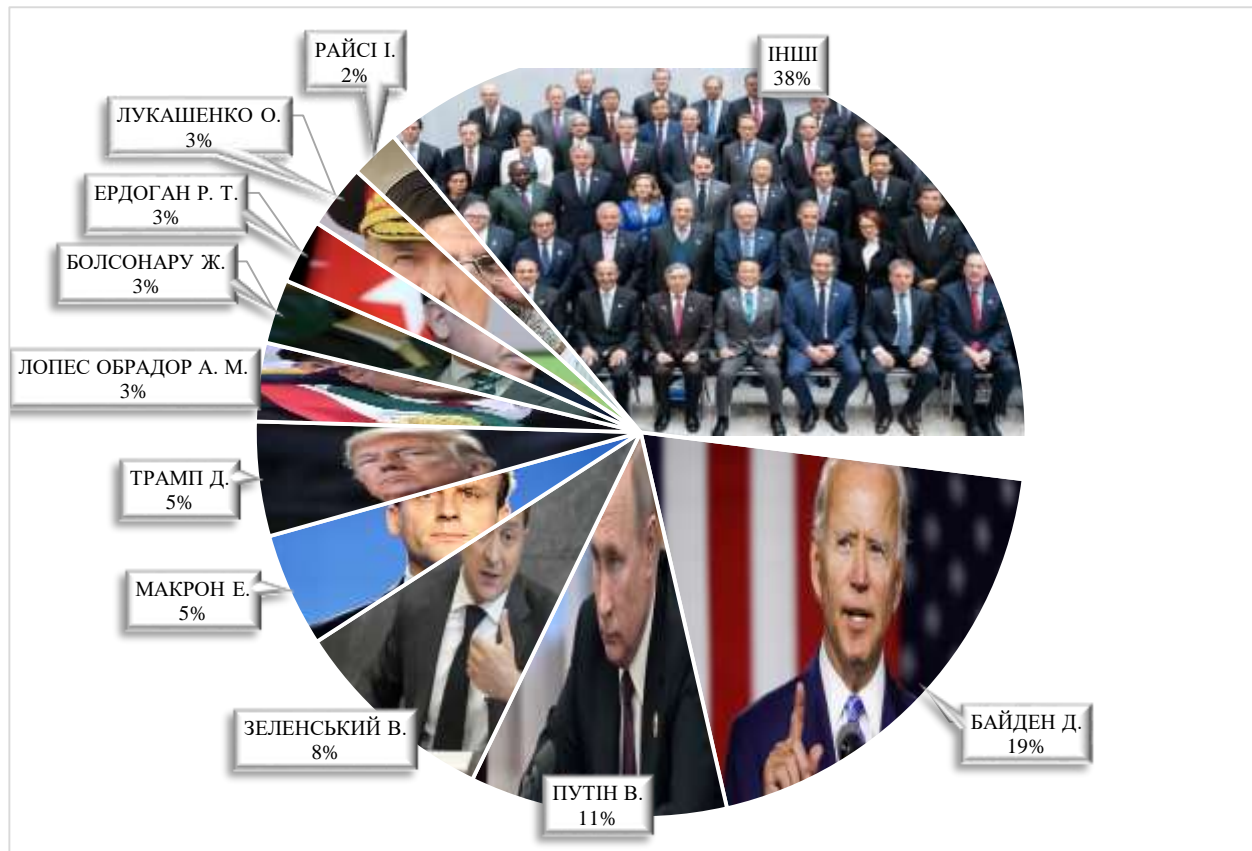 РАЙСІ І.
2%
ІНШІ
38%
ЛУКАШЕНКО О.
3%
ЕРДОГАН Р. Т.
3%
БОЛСОНАРУ Ж.
3%
ЛОПЕС ОБРАДОР А. М.
3%
ТРАМП Д.
5%
МАКРОН Е.
5%
ЗЕЛЕНСЬКИЙ В.
8%
ПУТІН В.
11%
БАЙДЕН Д.
19%